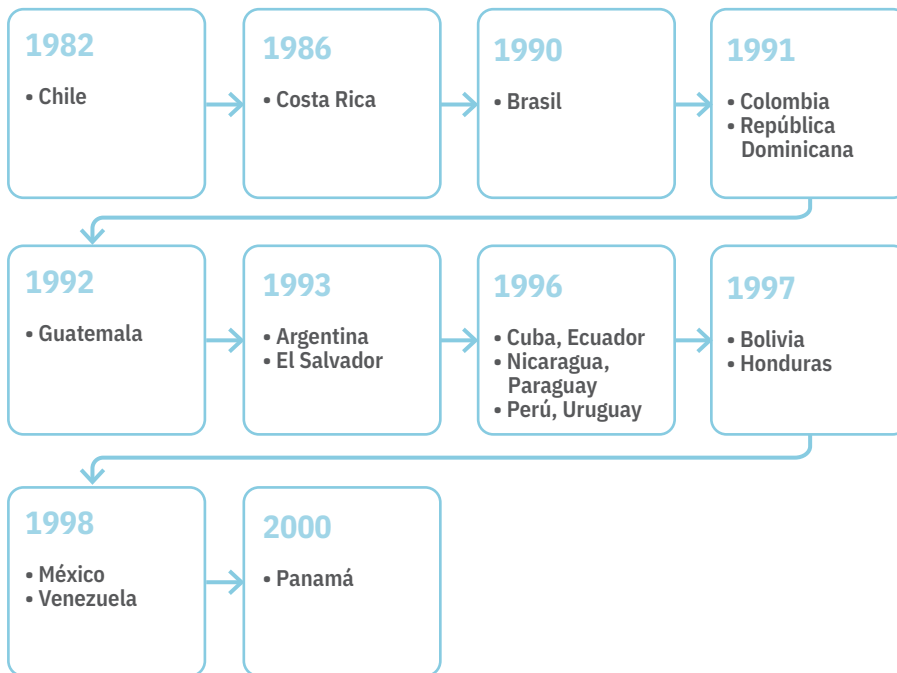 1982
• Chile
1986
• Costa Rica
1990
• Brasil
1991
• Colombia
• República
Dominicana
1992
• Guatemala
1993
• Argentina
• El Salvador
1996
• Cuba, Ecuador
• Nicaragua,
Paraguay
• Perú, Uruguay
1997
• Bolivia
• Honduras
1998
• México
• Venezuela
2000
• Panamá